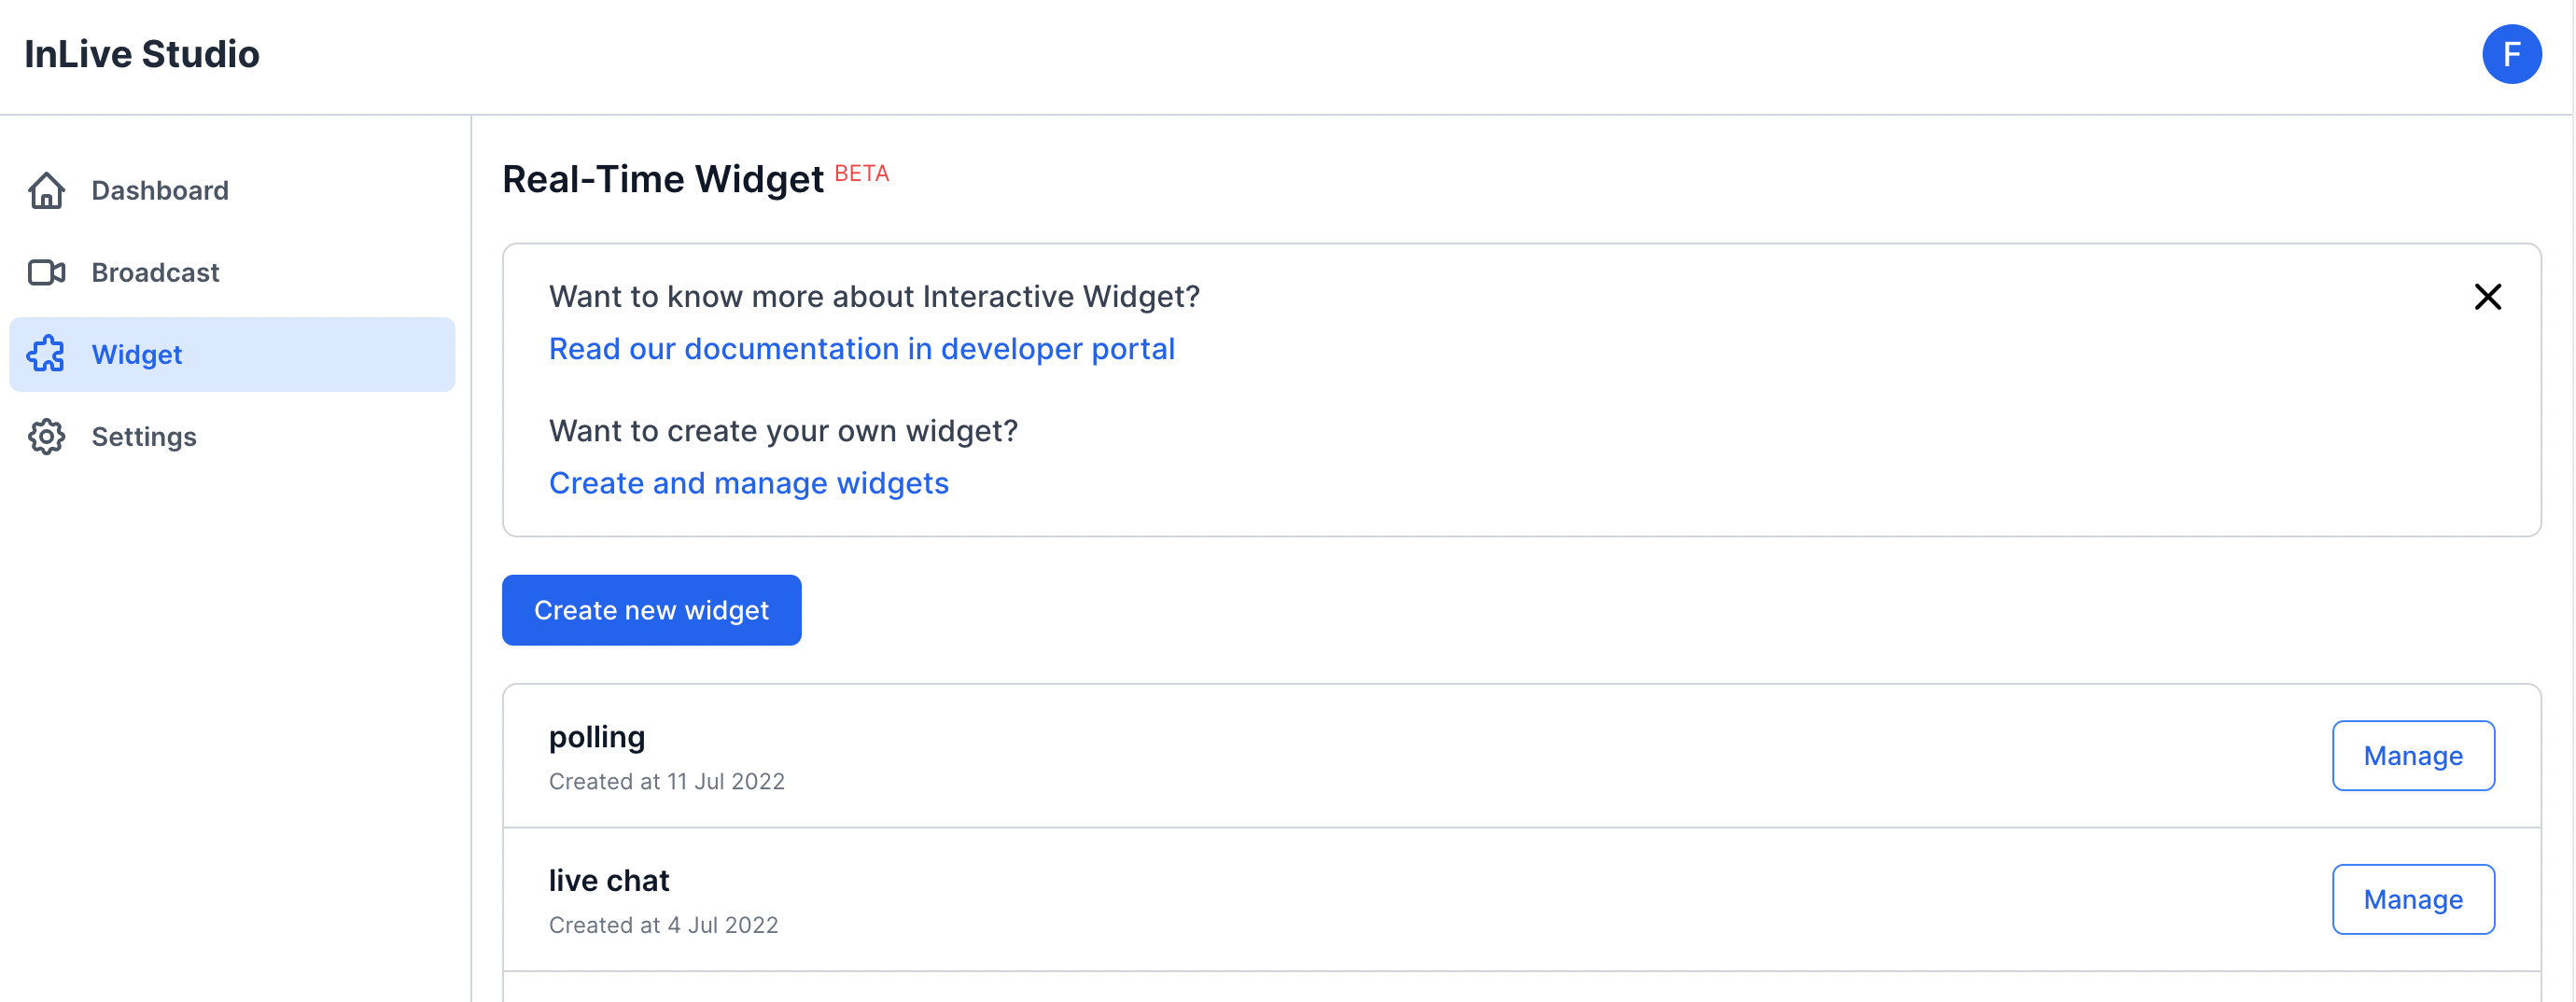 InLive Studio
F
Dashboard
Broadcast
Widget
Settings
Real-Time Widget BETA
Want to know more about Interactive Widget?
Read our documentation in developer portal
Want to create your own widget?
Create and manage widgets
Create new widget
polling
Created at 11 Jul 2022
Manage
live chat
Created at 4 Jul 2022
Manage